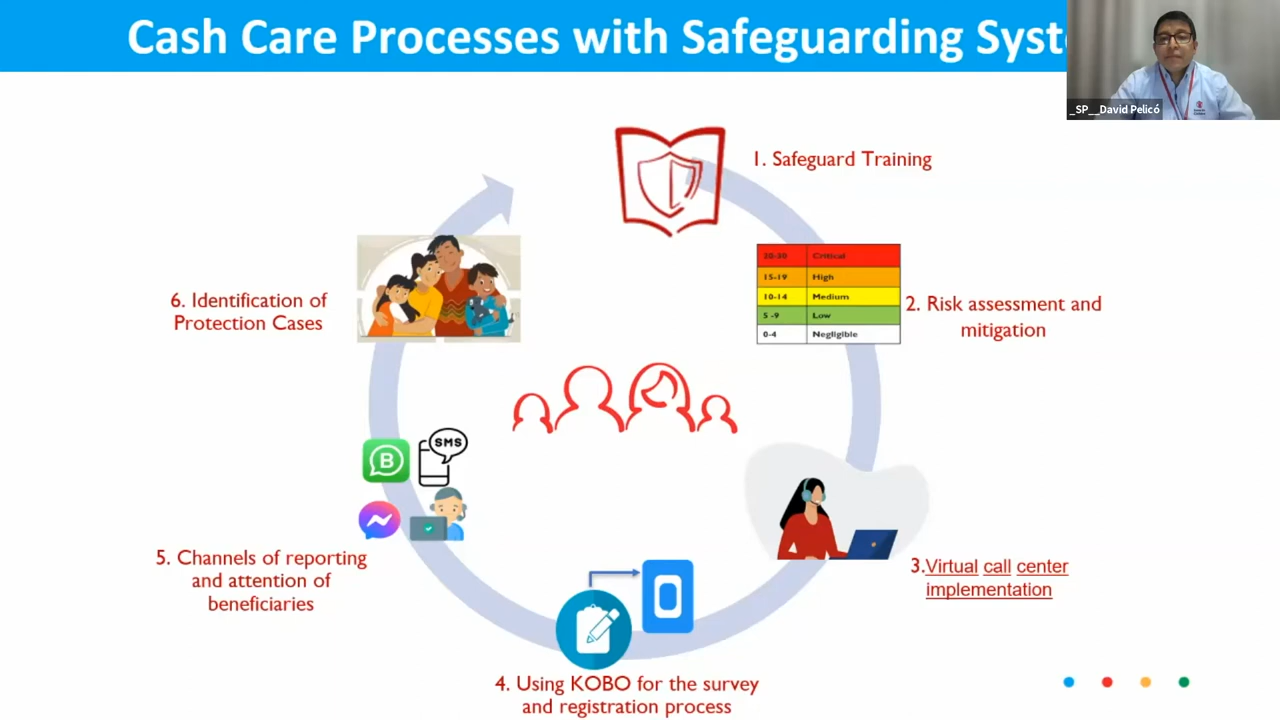 Cash Care Processes with Safeguarding Syst
_SP__David Pelicó
1. Safeguard Training
20-30 Critical
15-19 High
10-14 Medium
5 -9 Low
0-4 Negligible
2. Risk assessment and
mitigation
6. Identification of
Protection Cases
SMS
B
5. Channels of reporting
and attention of
beneficiaries
3.Virtual call center
implementation
4. Using KOBO for the survey
and registration process